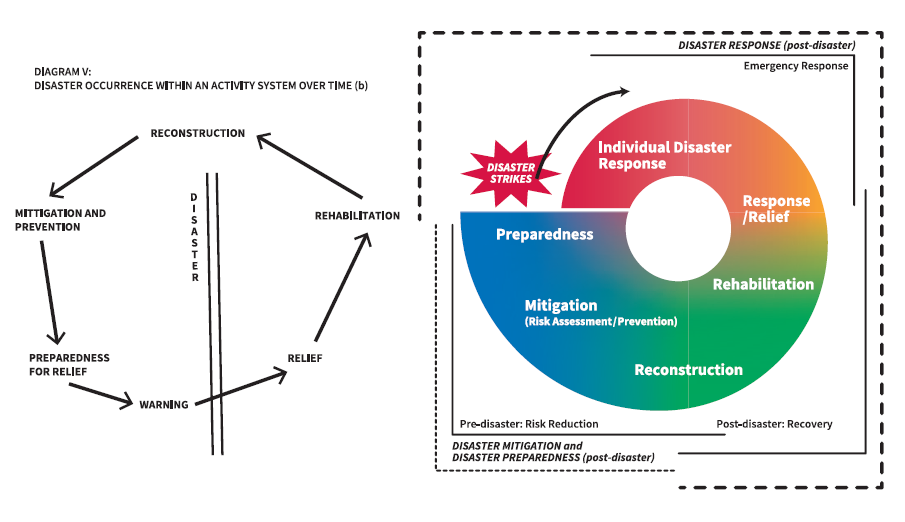 DIAGRAM V:
DISASTER OCCURRENCE WITHIN AN ACTIVITY SYSTEM OVER TIME (b)
RECONSTRUCTION
MITTIGATION AND
PREVENTION
DISASTER
REHABILITATION
PREPAREDNESS
FOR RELIEF
RELIEF
WARNING
DISASTER RESPONSE (post-disaster)
Emergency Response
DISASTER
STRIKES
Individual Disaster
Response
Response
/Relief
Preparedness
Rehabilitation
Mitigation
(Risk Assessment/Prevention)
Reconstruction
Pre-disaster: Risk Reduction
Post-disaster: Recovery
DISASTER MITIGATION and
DISASTER PREPAREDNESS (post-disaster)